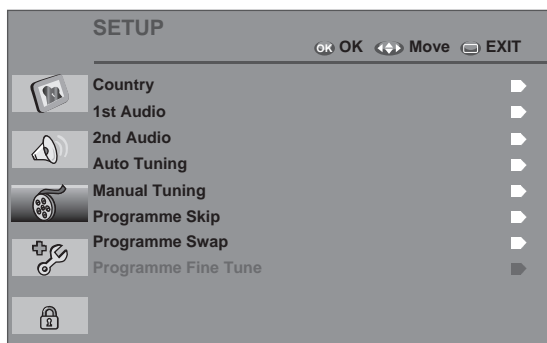 SETUP
OK OK Move EXIT
Country
1st Audio
2nd Audio
Auto Tuning
Manual Tuning
Programme Skip
Programme Swap
Programme Fine Tune